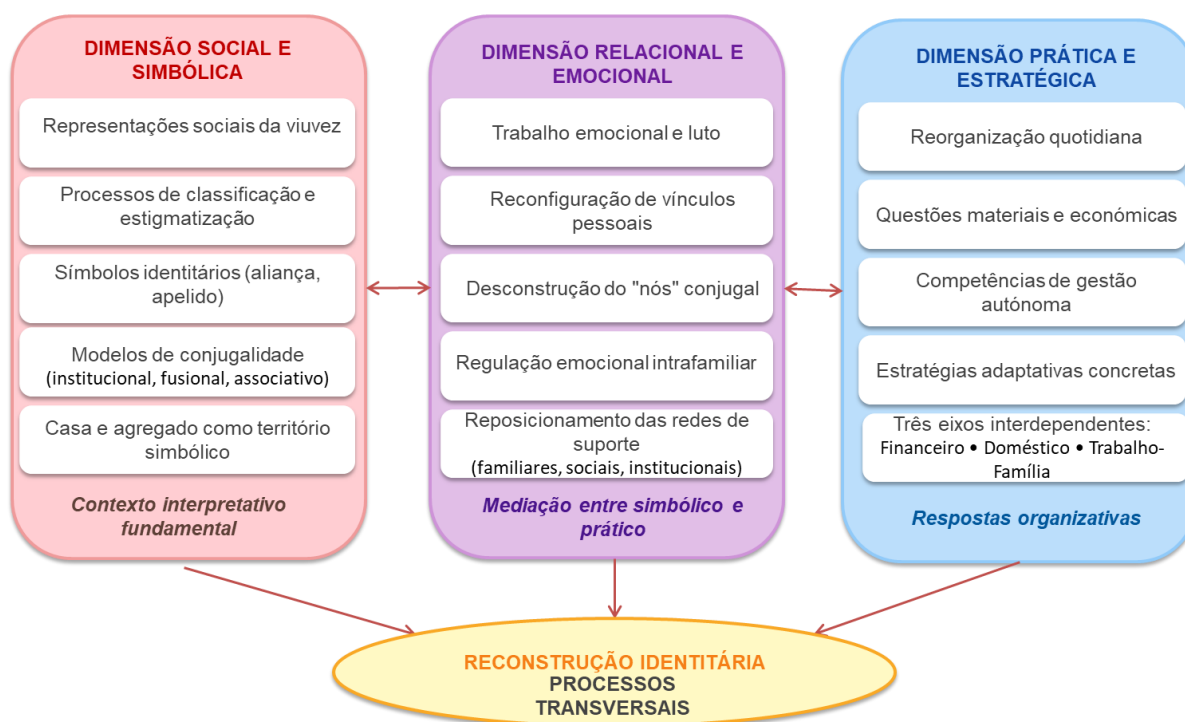 DIMENSÃO SOCIAL E
SIMBÓLICA
Representações sociais da viuvez
Processos de classificação e
estigmatização
Símbolos identitários (aliança,
apelido)
Modelos de conjugalidade
(institucional, fusional, associativo)
Casa e agregado como território
simbólico
Contexto interpretativo
fundamental
DIMENSÃO RELACIONAL E
EMOCIONAL
Trabalho emocional e luto
Reconfiguração de vínculos
pessoais
Desconstrução do "nós" conjugal
Regulação emocional intrafamiliar
Reposicionamento das redes de
suporte
(familiares, sociais, institucionais)
Mediação entre simbólico e
prático
DIMENSÃO PRÁTICA E
ESTRATÉGICA
Reorganização quotidiana
Questões materiais e económicas
Competências de gestão
autónoma
Estratégias adaptativas concretas
Três eixos interdependentes:
Financeiro • Doméstico • Trabalho-
Família
Respostas organizativas
RECONSTRUÇÃO IDENTITÁRIA
PROCESSOS
TRANSVERSAIS